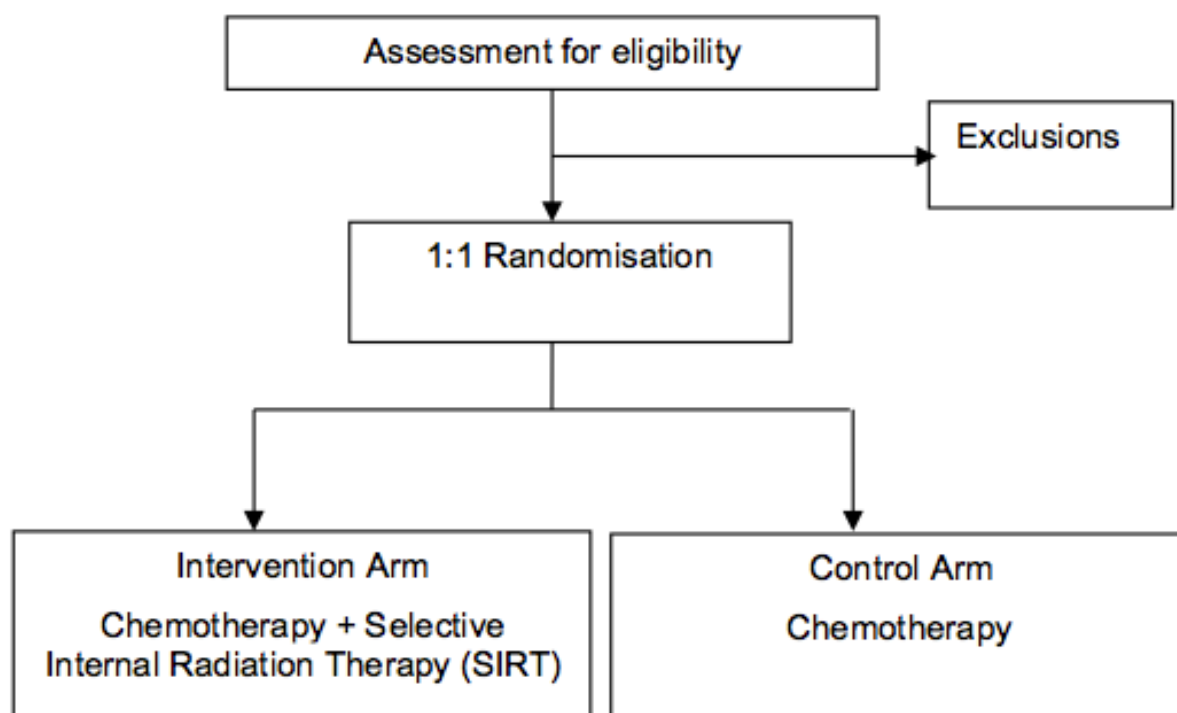 Assessment for eligibility
Exclusions
1:1 Randomisation
Intervention Arm
Chemotherapy + Selective
Internal Radiation Therapy (SIRT)
Control Arm
Chemotherapy